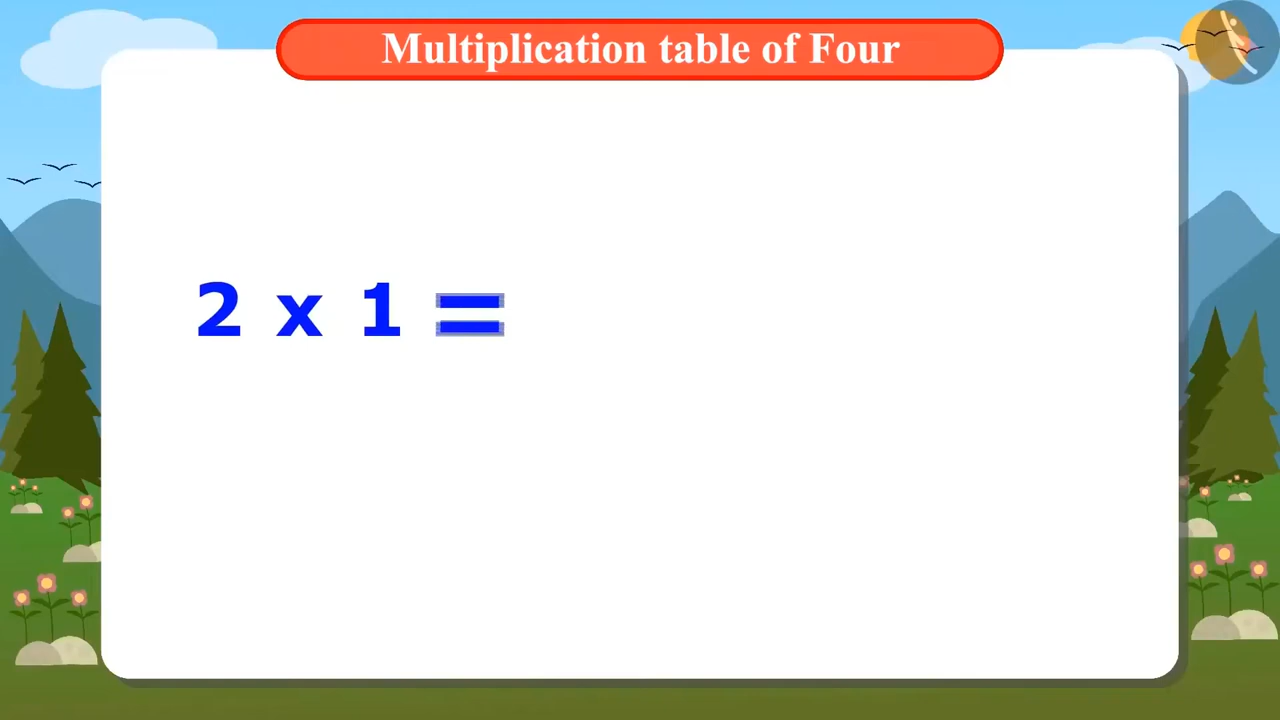 Multiplication table of Four
2 x 1 =